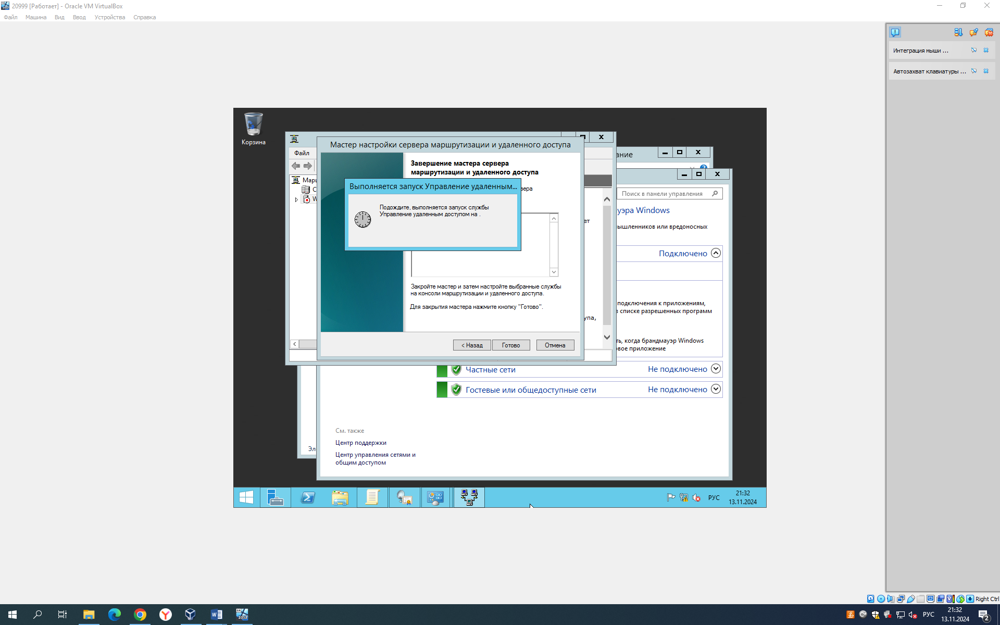 20999 [Работает] - Oracle VM VirtualBox
Файл Машина Вид Ввод Устройства Справка
Интеграция мыши ...
Автозахват клавиатуры ...
Корзина
Мастер настройки сервера маршрутизации и удаленного доступа
Файл
Завершение мастера сервера
маршрутизации и удаленного доступа
Выполняется запуск Управление удаленным...
Подождите, выполняется запуск службы
Управление удаленным доступом на .
Закройте мастер и затем настройте выбранные службы
на консоли маршрутизации и удаленного доступа.
Для закрытия мастера нажмите кнопку "Готово".
< Назад Готово Отмена
ание
Поиск в панели управления
уэра Windows
ышленников или вредоносных
Подключено
подключения к приложениям,
в списке разрешенных программ
ть, когда брандмауэр Windows
вое приложение
упа,
ет
вера
Частные сети Не подключено
Гостевые или общедоступные сети Не подключено
См. также
Центр поддержки
Центр управления сетями и
общим доступом
Эл
РУС
21:32
13.11.2024
Right Ctrl
РУС
21:32
13.11.2024
2